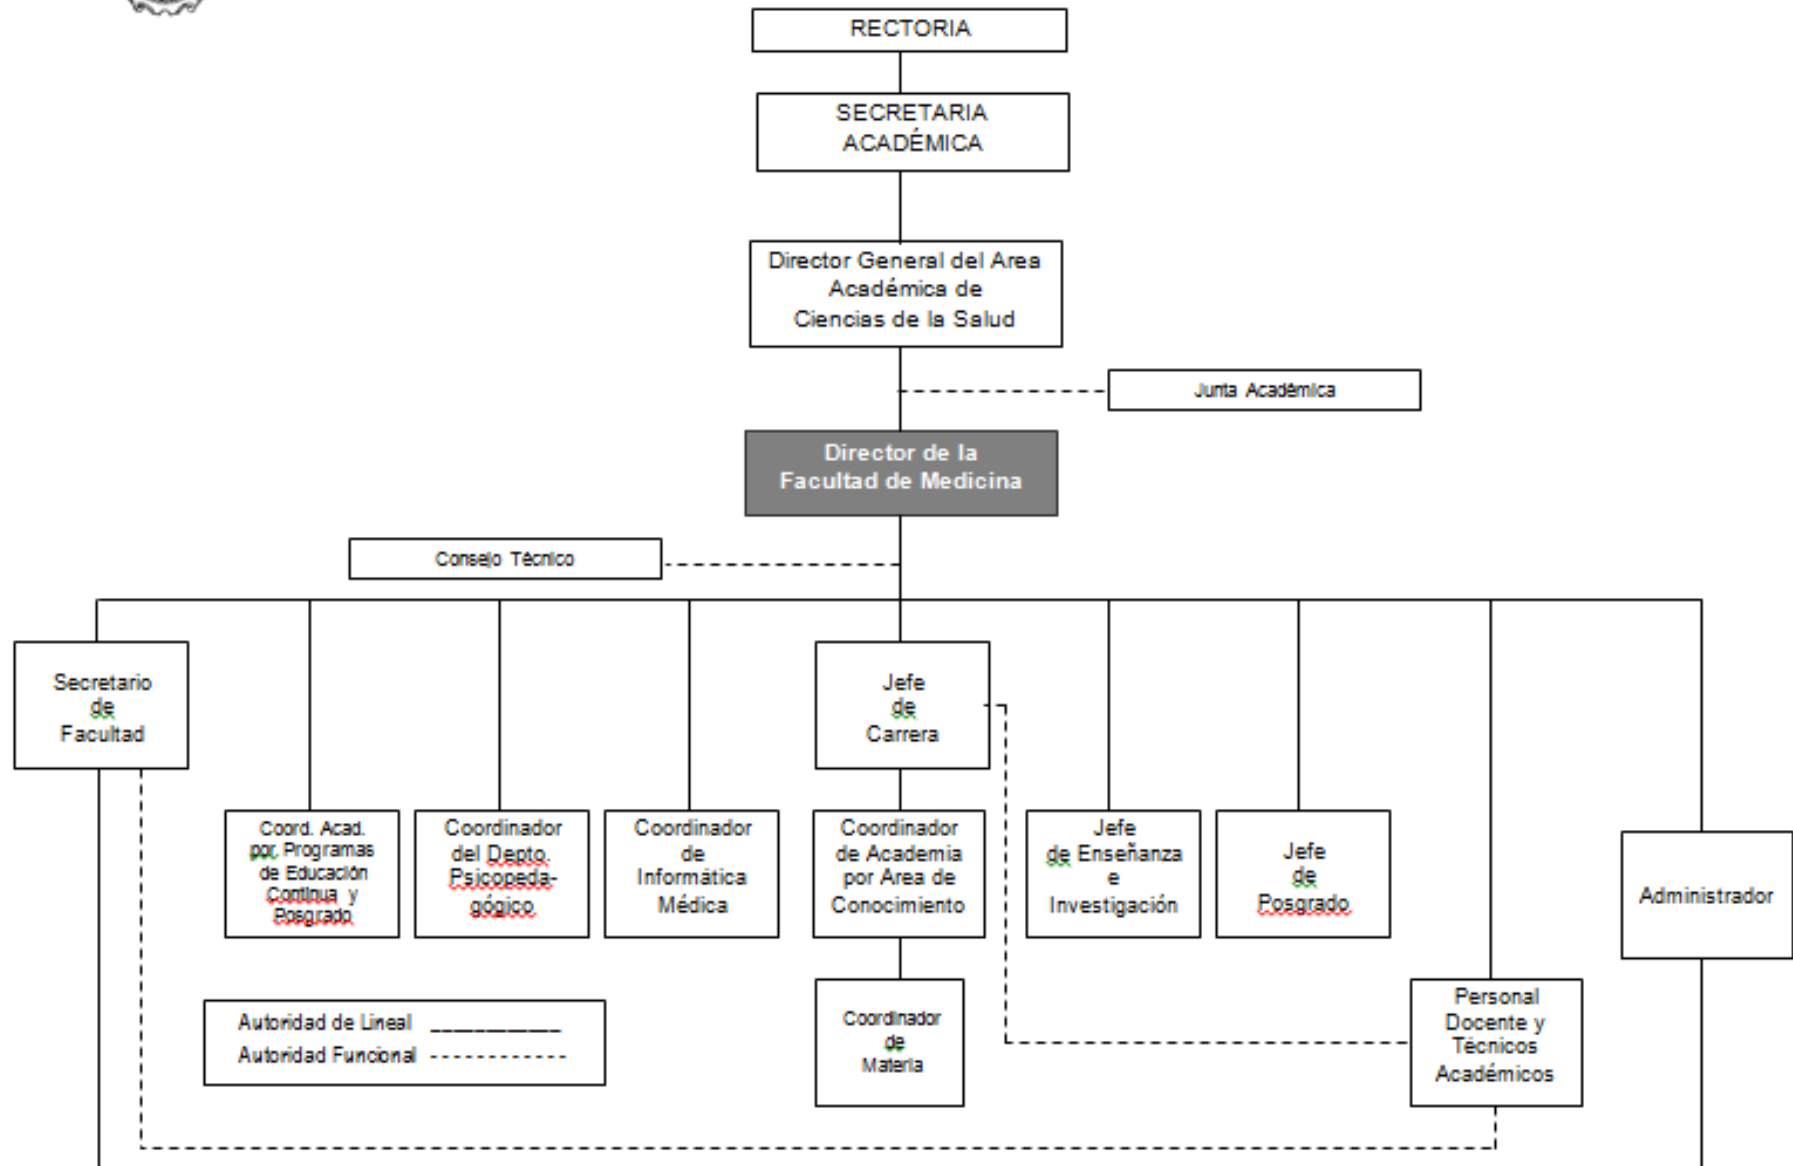 RECTORIA
SECRETARIA
ACADÉMICA
Director General del Area
Académica de
Ciencias de la Salud
Junta Académica
Director de la
Facultad de Medicina
Consejo Técnico
Secretario
de
Facultad
Jefe
de
Carrera
Coord. Acad.
por Programas
de Educación
Continua y
Posgrado
Coordinador
del Depto.
Psicopeda-
gógico
Coordinador
de
Informática
Médica
Coordinador
de Academia
por Area de
Conocimiento
Jefe
de Enseñanza
e
Investigación
Jefe
de
Posgrado
Administrador
Coordinador
de
Materia
Personal
Docente y
Técnicos
Académicos
Autoridad de Lineal ___________
Autoridad Funcional ------------